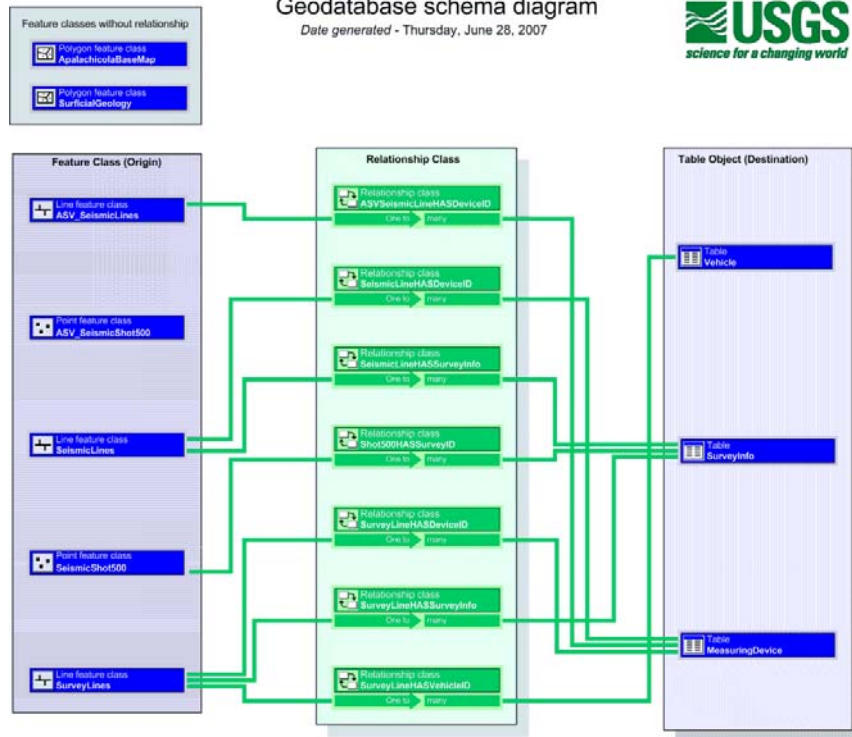 Geodatabase schema diagram
Date generated - Thursday, June 28, 2007
USGS
science for a changing world
Feature classes without relationship
Polygon feature class
ApalachicolaBaseMap
Polygon feature class
SurficialGeology
Feature Class (Origin)
Line feature class
ASV_SeismicLines
Point feature class
ASV_SeismicShot500
Line feature class
SeismicLines
Point feature class
SeismicShot500
Line feature class
SurveyLines
Relationship Class
Relationship class
ASVSeismicLineHASDeviceID
One to many
Relationship class
SeismicLineHASDeviceID
One to many
Relationship class
SeismicLineHASSurveyInfo
One to many
Relationship class
Shot500HASSurveyID
One to many
Relationship class
SurveyLineHASDeviceID
One to many
Relationship class
SurveyLineHASSurveyInfo
One to many
Relationship class
SurveyLineHASVehicleID
One to many
Table Object (Destination)
Table
Vehicle
Table
SurveyInfo
Table
MeasuringDevice